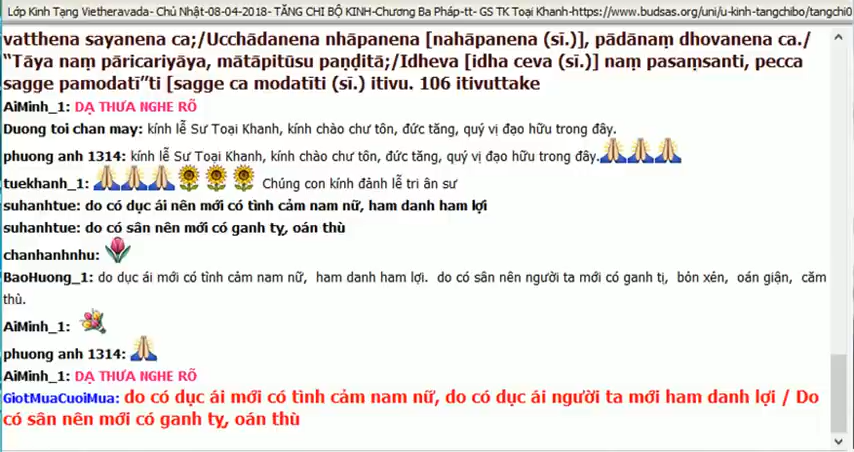 Lớp Kinh Tạng Vietheravada- Chủ Nhật-08-04-2018- TĂNG CHI BỘ KINH-Chương Ba Pháp-tt- GS TK Toại Khanh-https://www.budsas.org/uni/u-kinh-tangchibo/tangchi0
vatthena sayanena ca;/Ucchādanena nhāpanena [nahāpanena (sī.)], pādānaṃ dhovanena ca./
“Tāya naṃ pāricariyāya, mātāpitūsu paṇḍitā;/Idheva [idha ceva (sī.)] naṃ pasaṃsanti, pecca
sagge pamodatī”ti [sagge ca modatīti (sī.) itivu. 106 itivuttake
AiMinh_1: DẠ THƯA NGHE RÕ
Duong toi chan may: kính lễ Sư Toại Khanh, kính chào chư tôn, đức tăng, quý vị đạo hữu trong đây.
phuong anh 1314: kính lễ Sư Toại Khanh, kính chào chư tôn, đức tăng, quý vị đạo hữu trong đây.
tuekhanh_1: Chúng con kính đảnh lễ tri ân sư
suhanhtue: do có dục ái nên mới có tình cảm nam nữ, ham danh ham lợi
suhanhtue: do có sân nên mới có ganh tỵ, oán thù
chanhanhnhu:
BaoHuong_1: do dục ái mới có tình cảm nam nữ, ham danh ham lợi. do có sân nên người ta mới có ganh tị, bỏn xẻn, oán giận, căm
thù.
AiMinh_1:
phuong anh 1314:
AiMinh_1: DẠ THƯA NGHE RÕ
GiotMuaCuoiMua: do có dục ái mới có tình cảm nam nữ, do có dục ái người ta mới ham danh lợi / Do
có sân nên mới có ganh tỵ, oán thù